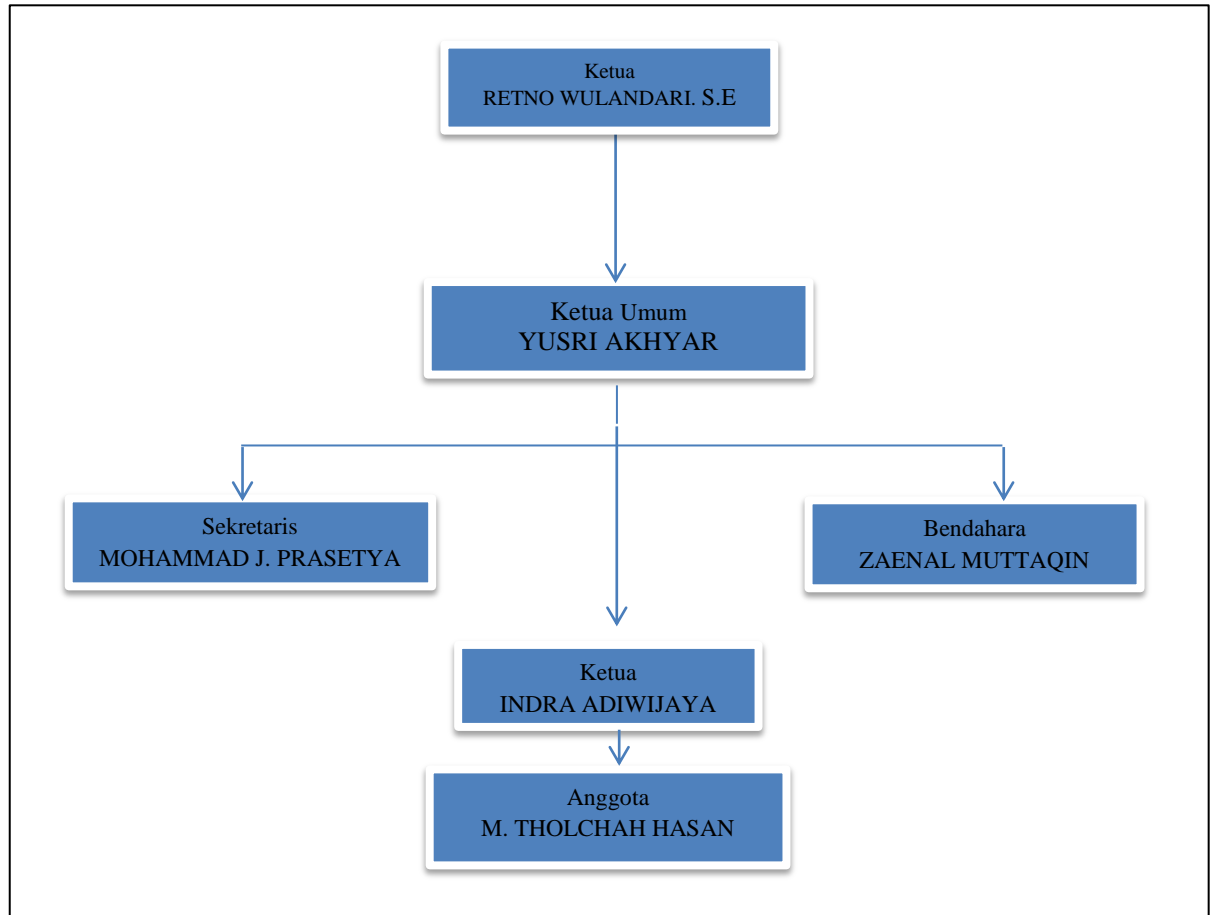 Ketua
RETNO WULANDARI. S.E
Ketua Umum
YUSRI AKHYAR
Sekretaris
MOHAMMAD J. PRASETYA
Bendahara
ZAENAL MUTTAQIN
Ketua
INDRA ADIWIJAYA
Anggota
M. THOLCHAH HASAN